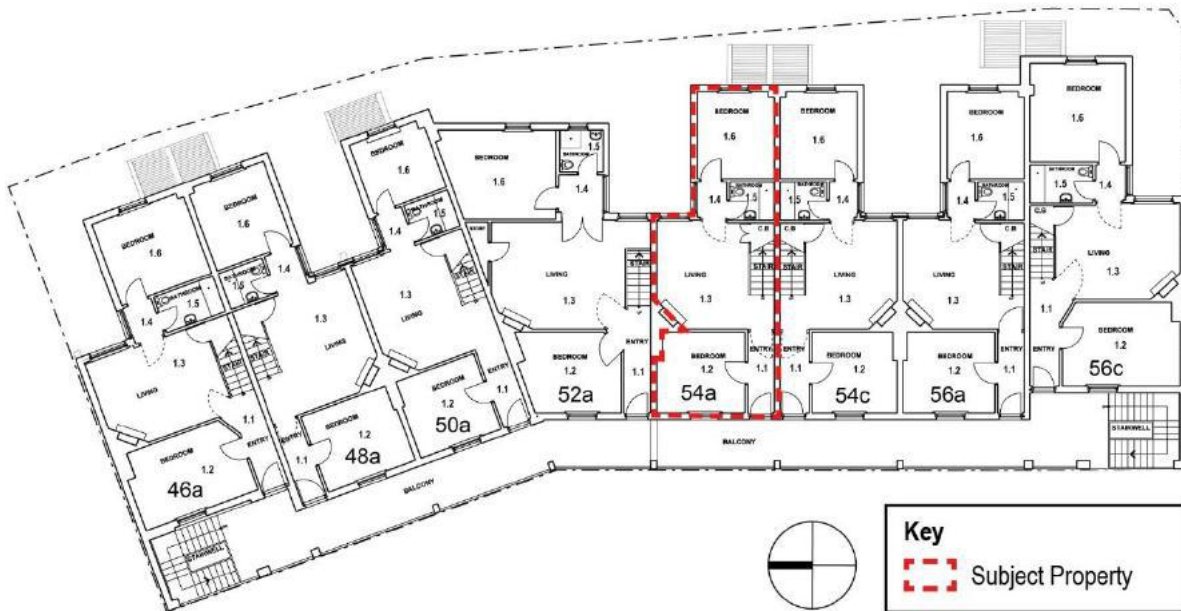 BEDROOM
1.6
BATHROOM
1.5
1.4
LIVING
1.3
STAIR
1.1
ENTRY
BEDROOM
1.2
46a
STAIRWELL
BEDROOM
1.6
BATHROOM
1.5
1.4
STAIR
1.3
LIVING
ENTRY
1.1
BEDROOM
1.2
48a
BEDROOM
1.6
BATHROOM
1.5
1.4
STAIR
1.3
LIVING
BEDROOM
1.2
50a
ENTRY
1.1
BALCONY
BEDROOM
1.6
1.5
BATHROOM
1.4
STORE
LIVING
1.3
STAIR
BEDROOM
1.2
52a
ENTRY
1.1
BEDROOM
1.6
BATHROOM
1.4
1.5
C.B
LIVING
STAIR
1.3
BEDROOM
1.2
54a
ENTRY
1.1
BEDROOM
1.6
BATHROOM
1.5
1.4
C.B
STAIR
LIVING
1.3
ENTRY
1.1
BEDROOM
1.2
54c
BEDROOM
1.6
BATHROOM
1.4
1.5
C.B
LIVING
STAIR
1.3
BEDROOM
1.2
56a
ENTRY
1.1
BEDROOM
1.6
BATHROOM
1.5
1.4
C.B
STAIR
LIVING
1.3
1.1
ENTRY
BEDROOM
1.2
56c
STAIRWELL
BALCONY
Key
Subject Property